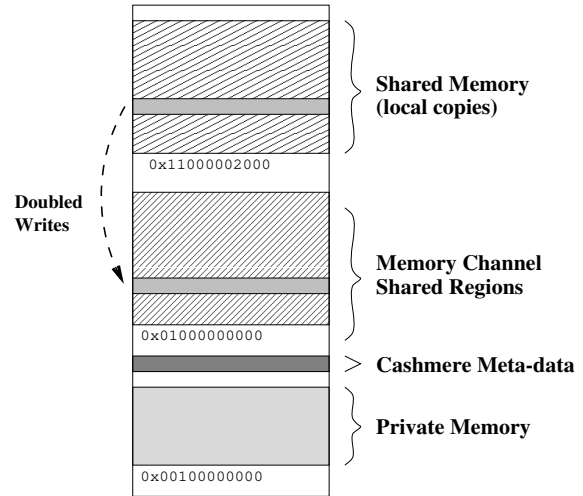 Shared Memory
(local copies)
0x11000002000
Doubled
Writes
Memory Channel
Shared Regions
0x01000000000
Cashmere Meta-data
Private Memory
0x00100000000